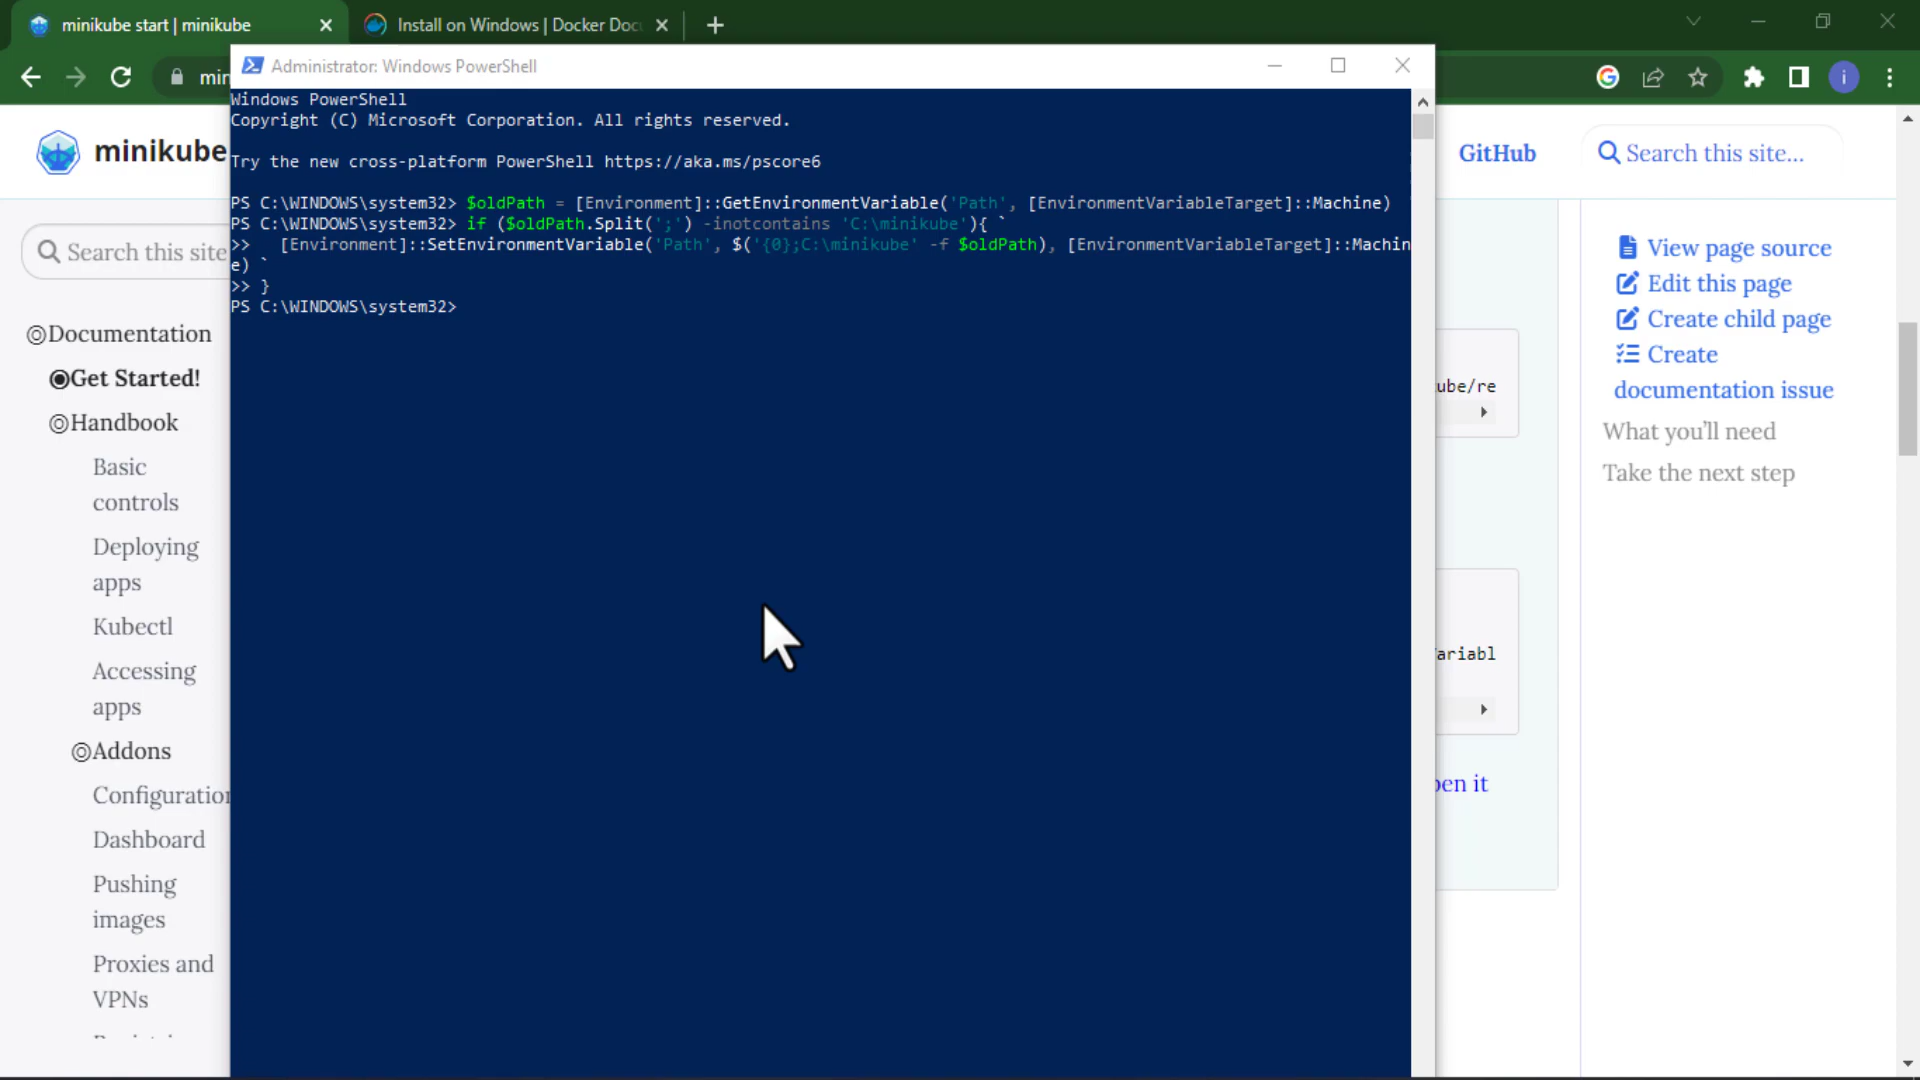 minikube start | minikube
Install on Windows | Docker Doc
Administrator: Windows PowerShell
Windows PowerShell
Copyright (C) Microsoft Corporation. All rights reserved.
Try the new cross-platform PowerShell https://aka.ms/pscore6
PS C:\WINDOWS\system32> $oldPath = [Environment]::GetEnvironmentVariable('Path', [EnvironmentVariableTarget]::Machine)
PS C:\WINDOWS\system32> if ($oldPath.Split(';') -inotcontains 'C:\minikube'){ `
>>   [Environment]::SetEnvironmentVariable('Path', $('{0};C:\minikube' -f $oldPath), [EnvironmentVariableTarget]::Machin
e) `
>> }
PS C:\WINDOWS\system32>
minikube
Search this site
Documentation
Get Started!
Handbook
Basic
controls
Deploying
apps
Kubectl
Accessing
apps
Addons
Configuration
Dashboard
Pushing
images
Proxies and
VPNs
GitHub
Search this site...
ube/re
ariabl
pen it
View page source
Edit this page
Create child page
Create
documentation issue
What you'll need
Take the next step
i